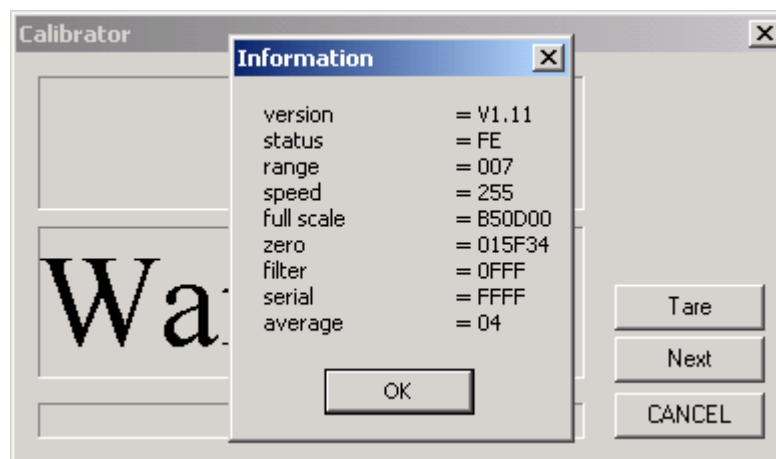 Calibrator
Information
version = V1.11
status = FE
range = 007
speed = 255
full scale = B50D00
zero = 015F34
filter = 0FFF
serial = FFFF
average = 04
OK
Tare
Next
CANCEL